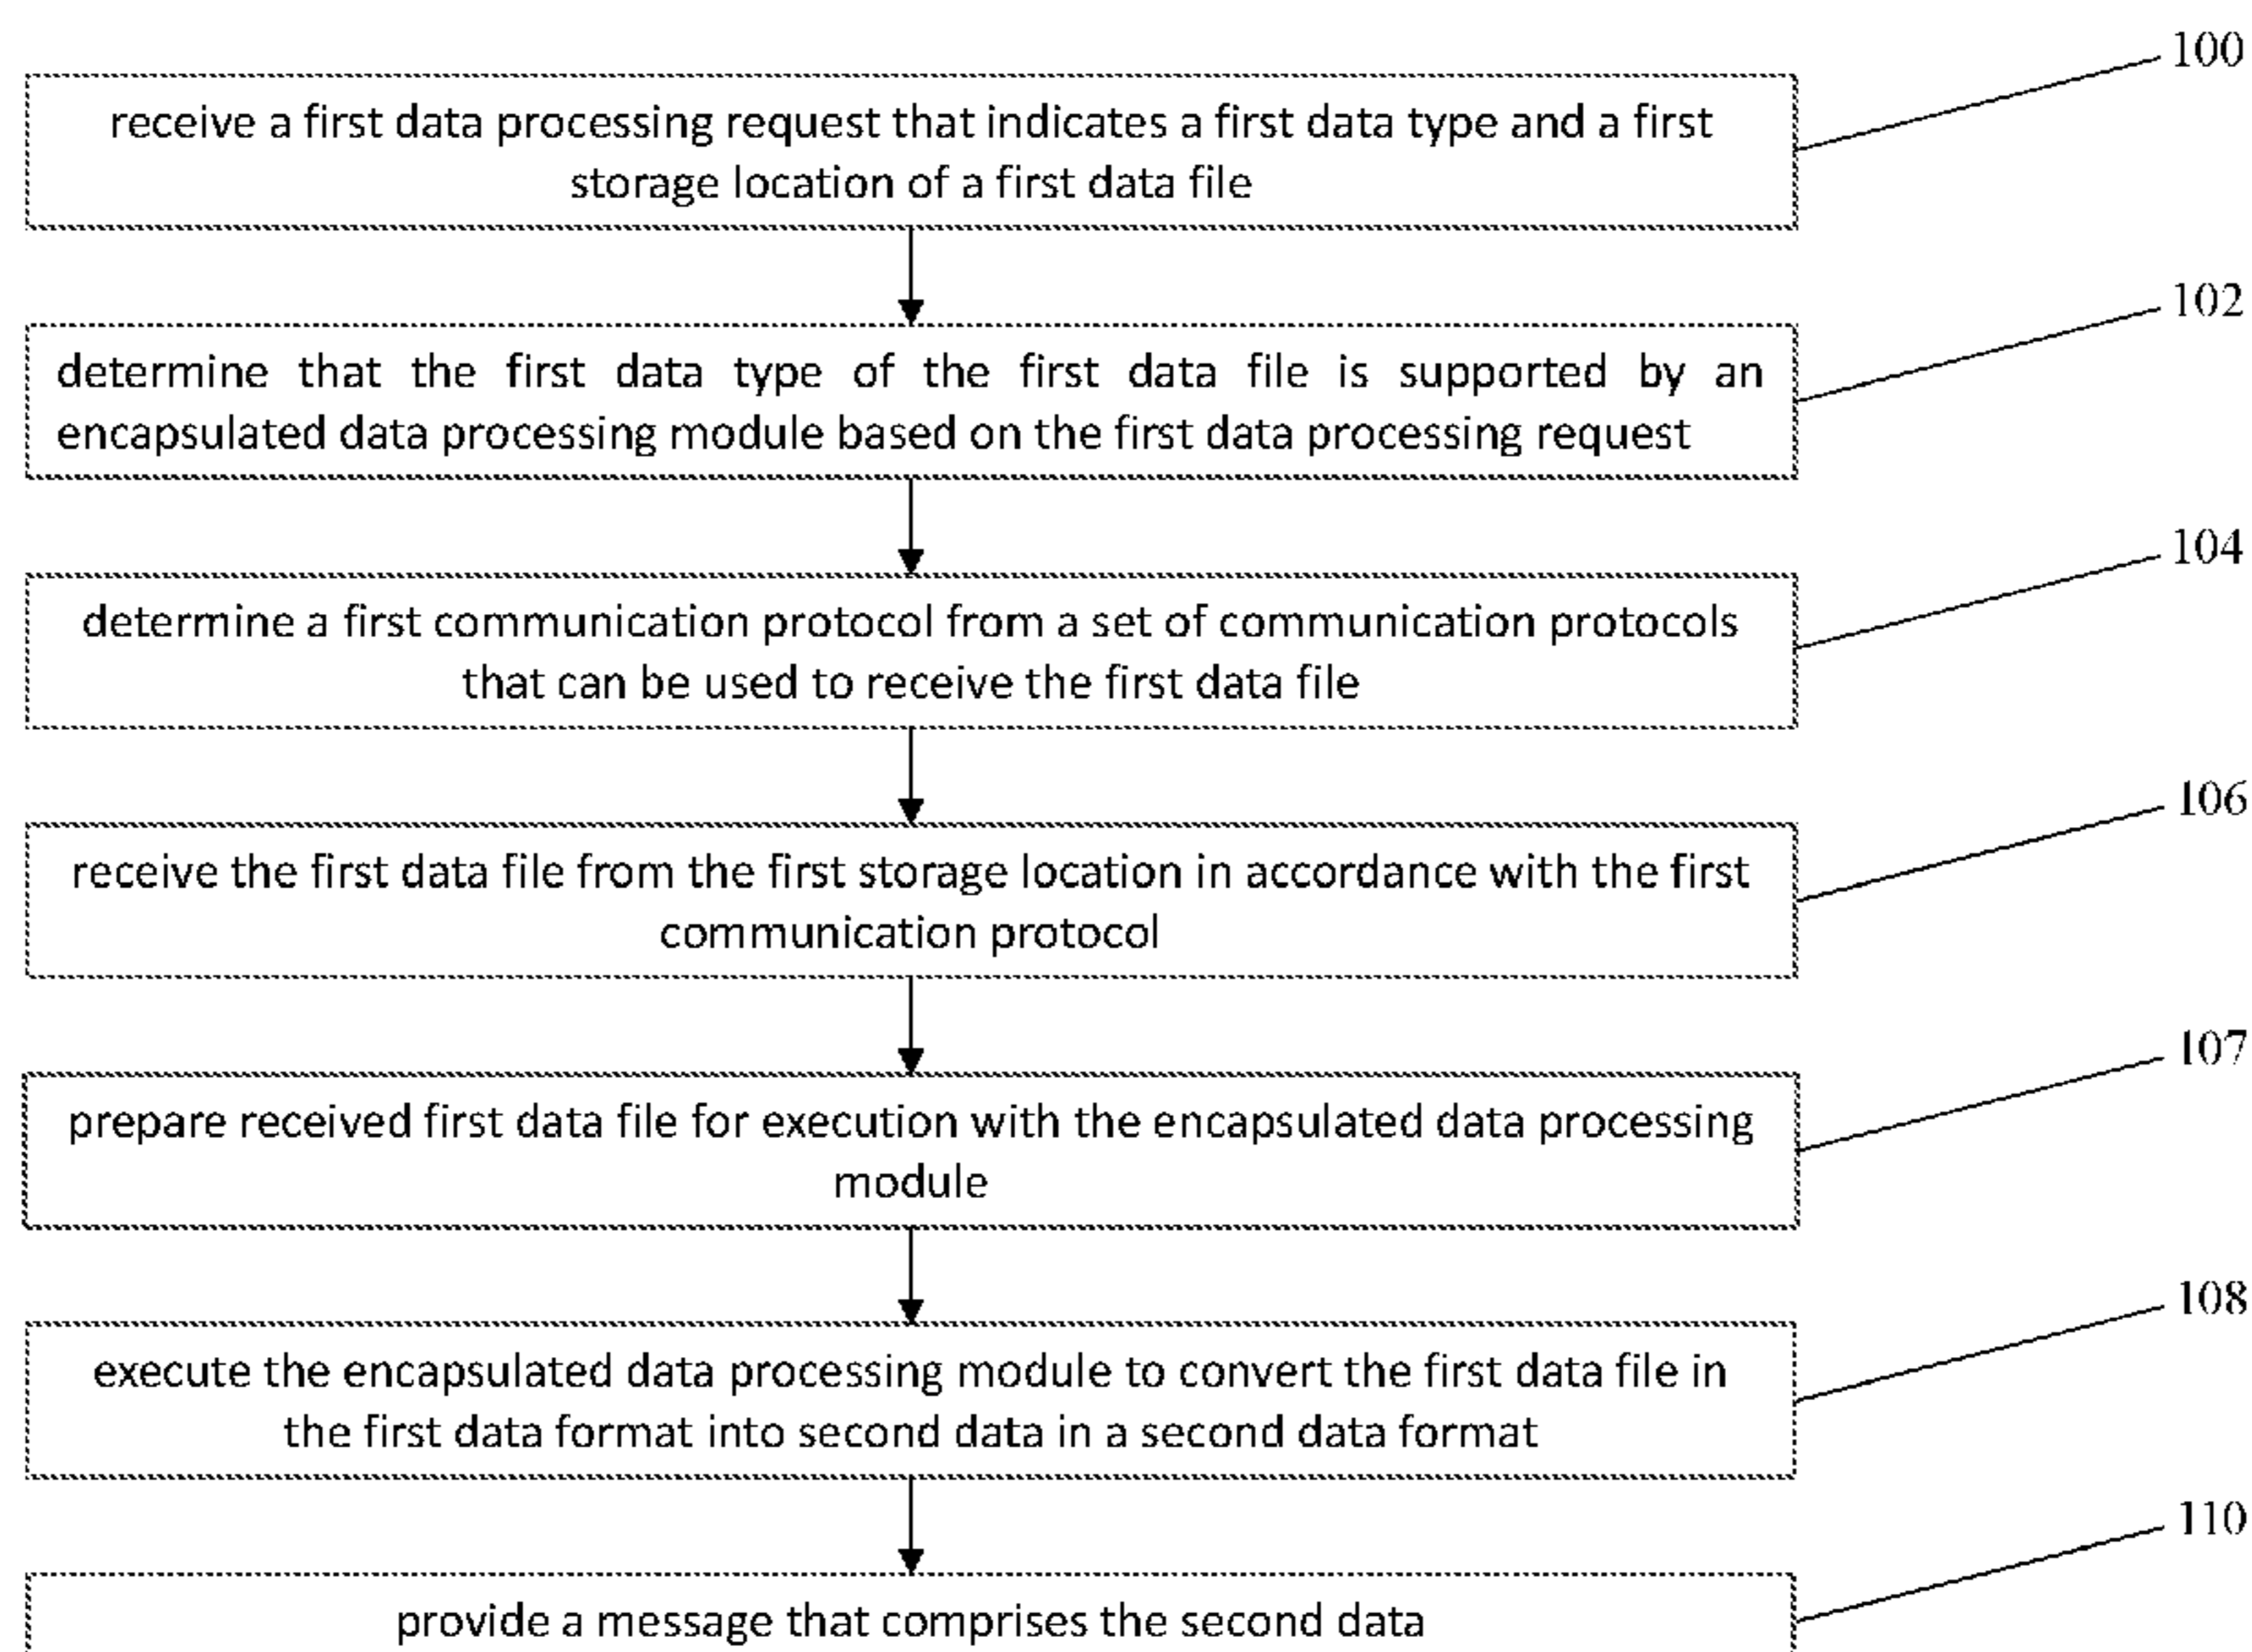 100
receive a first data processing request that indicates a first data type and a first
storage location of a first data file
102
determine that the first data type of the first data file is supported by an
encapsulated data processing module based on the first data processing request
104
determine a first communication protocol from a set of communication protocols
that can be used to receive the first data file
106
receive the first data file from the first storage location in accordance with the first
communication protocol
107
prepare received first data file for execution with the encapsulated data processing
module
108
execute the encapsulated data processing module to convert the first data file in
the first data format into second data in a second data format
110
provide a message that comprises the second data